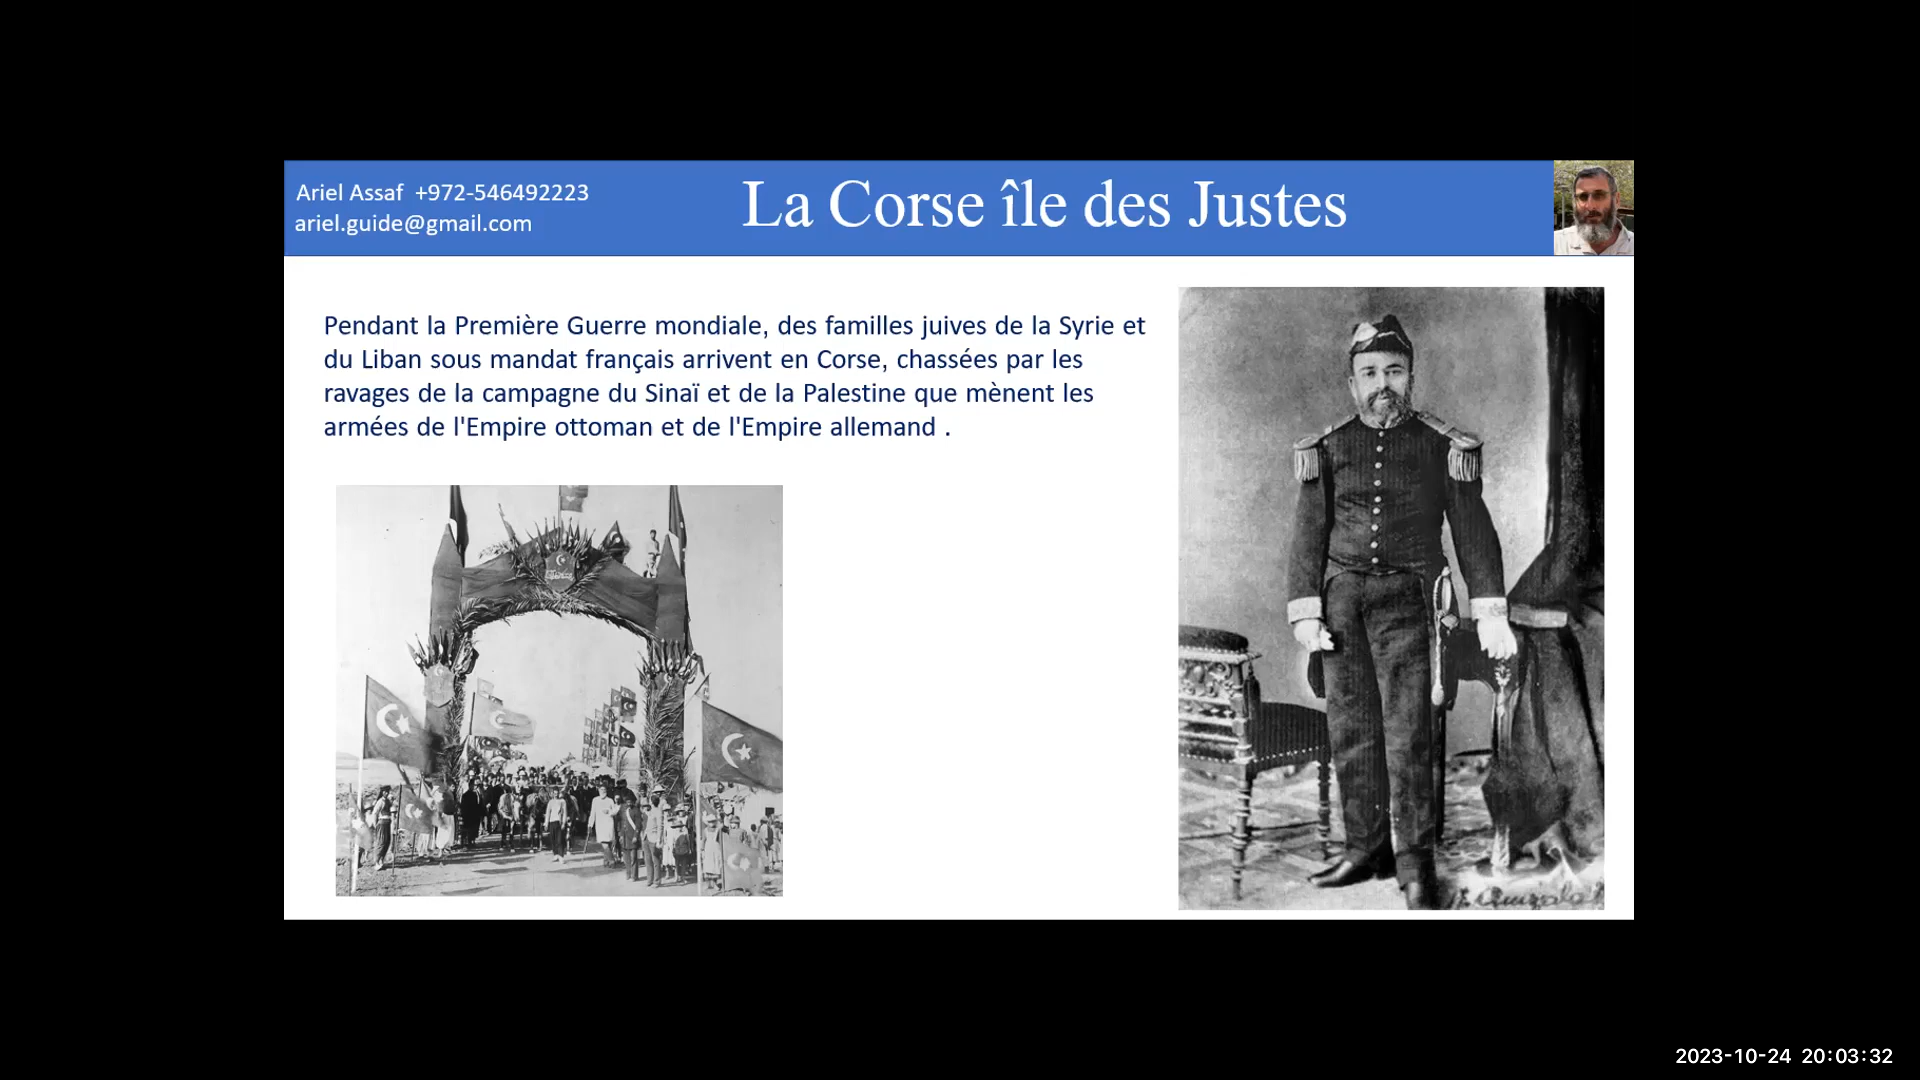 Ariel Assaf +972-546492223
ariel.guide@gmail.com
La Corse île des Justes
Pendant la Première Guerre mondiale, des familles juives de la Syrie et
du Liban sous mandat français arrivent en Corse, chassées par les
ravages de la campagne du Sinaï et de la Palestine que mènent les
armées de l'Empire ottoman et de l'Empire allemand .
2023-10-24 20:03:32